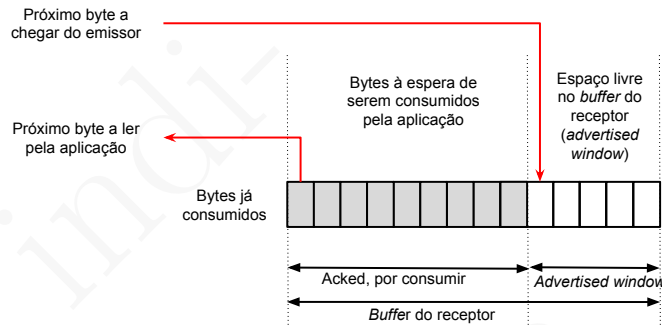 Próximo byte a
chegar do emissor
Bytes à espera de
serem consumidos
pela aplicação
Espaço livre
no buffer do
receptor
(advertised
window)
Próximo byte a ler
pela aplicação
Bytes já
consumidos
Acked, por consumir
Advertised window
Buffer do receptor
indi-